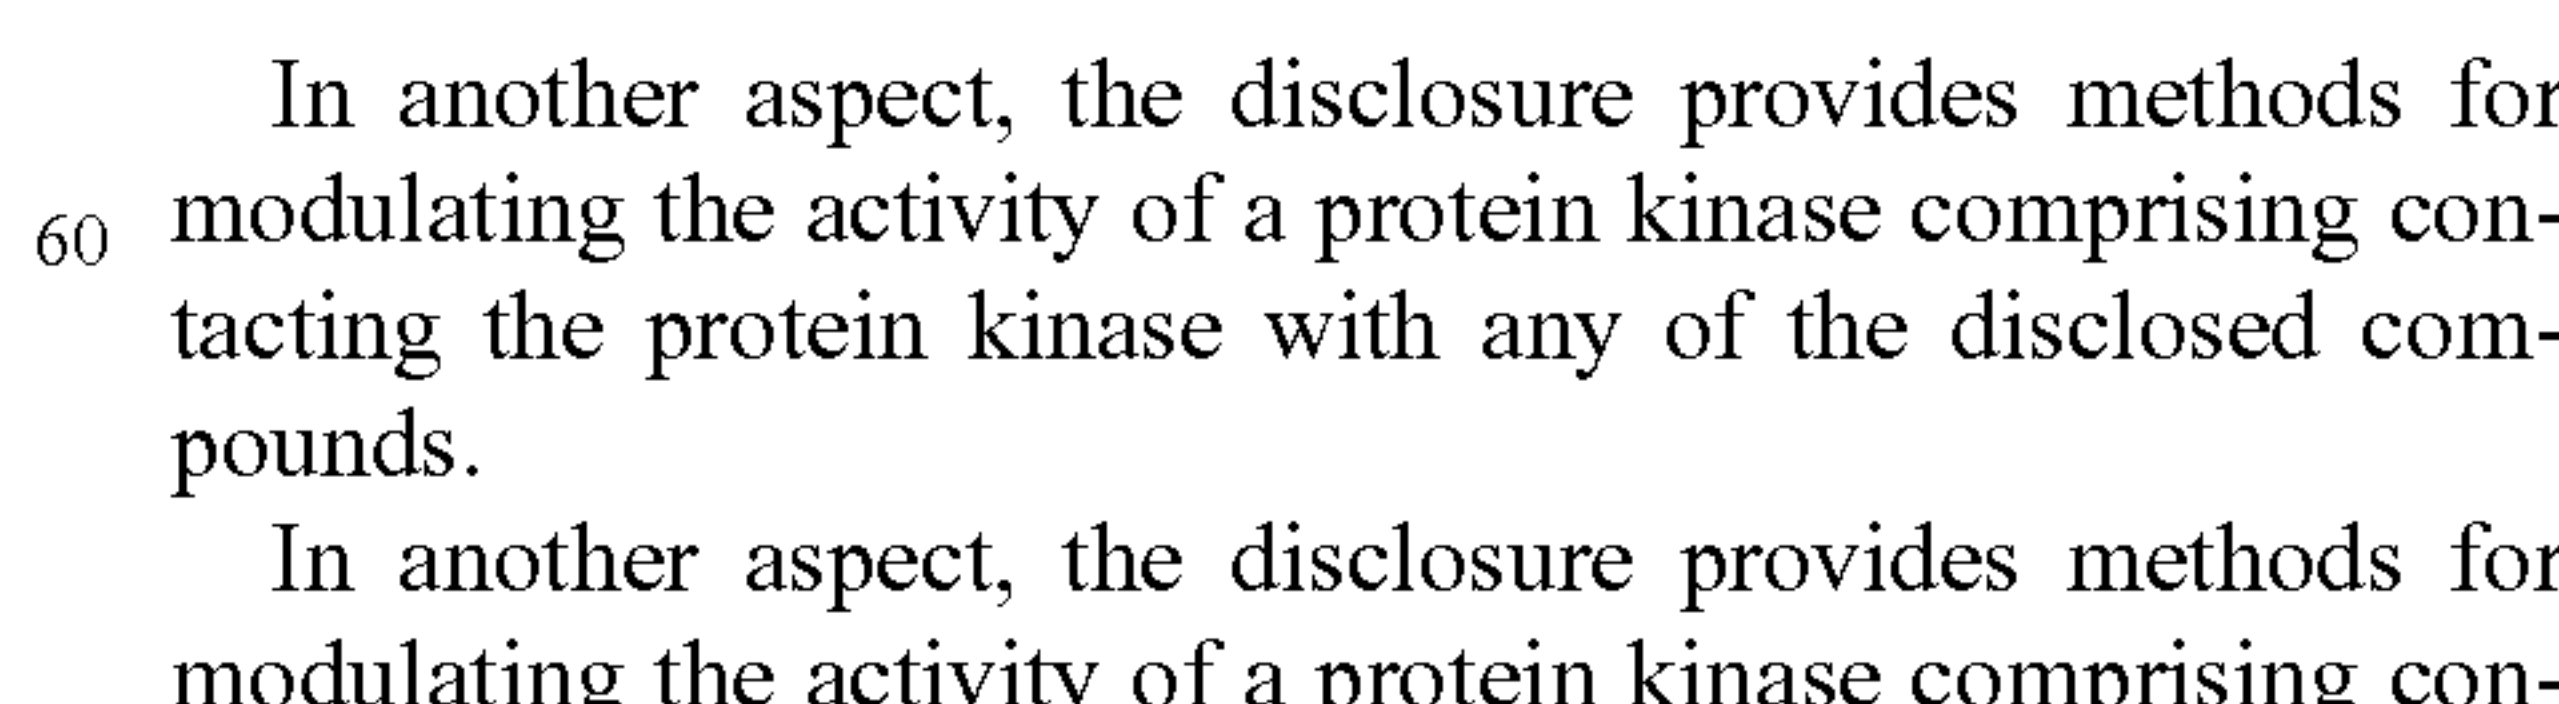 In another aspect, the disclosure provides methods for
60 modulating the activity of a protein kinase comprising con-
tacting the protein kinase with any of the disclosed com-
pounds.
In another aspect, the disclosure provides methods for
modulating the activity of a protein kinase comprising con-